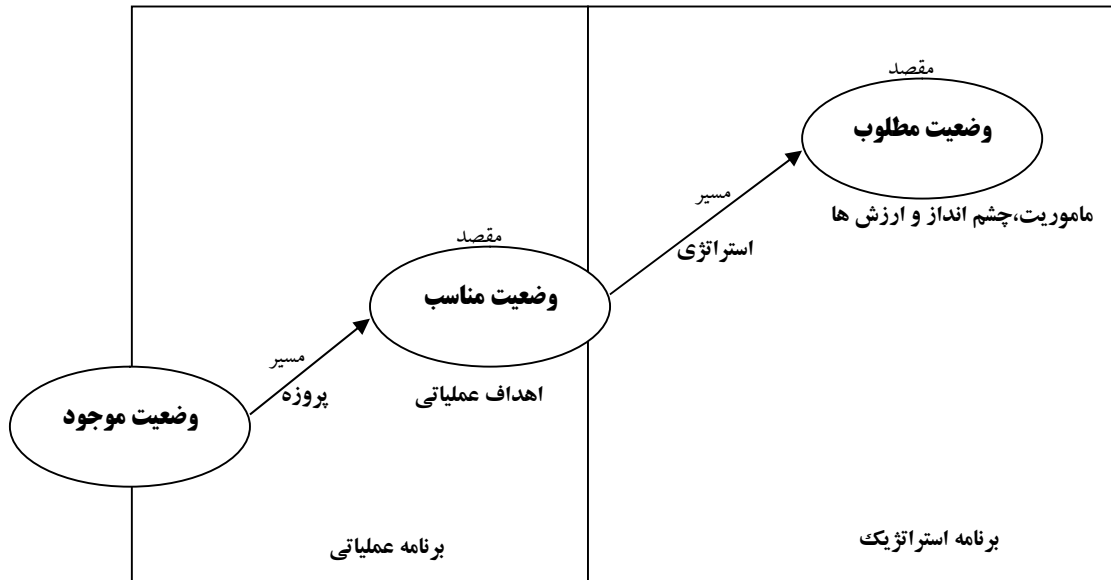 مقصد
وضعیت مطلوب
ماموریت،چشم انداز و ارزش ها
مسیر
استراتژی
مقصد
وضعیت مناسب
اهداف عملیاتی
مسیر
پروزه
وضعیت موجود
برنامه استراتژیک
برنامه عملیاتی